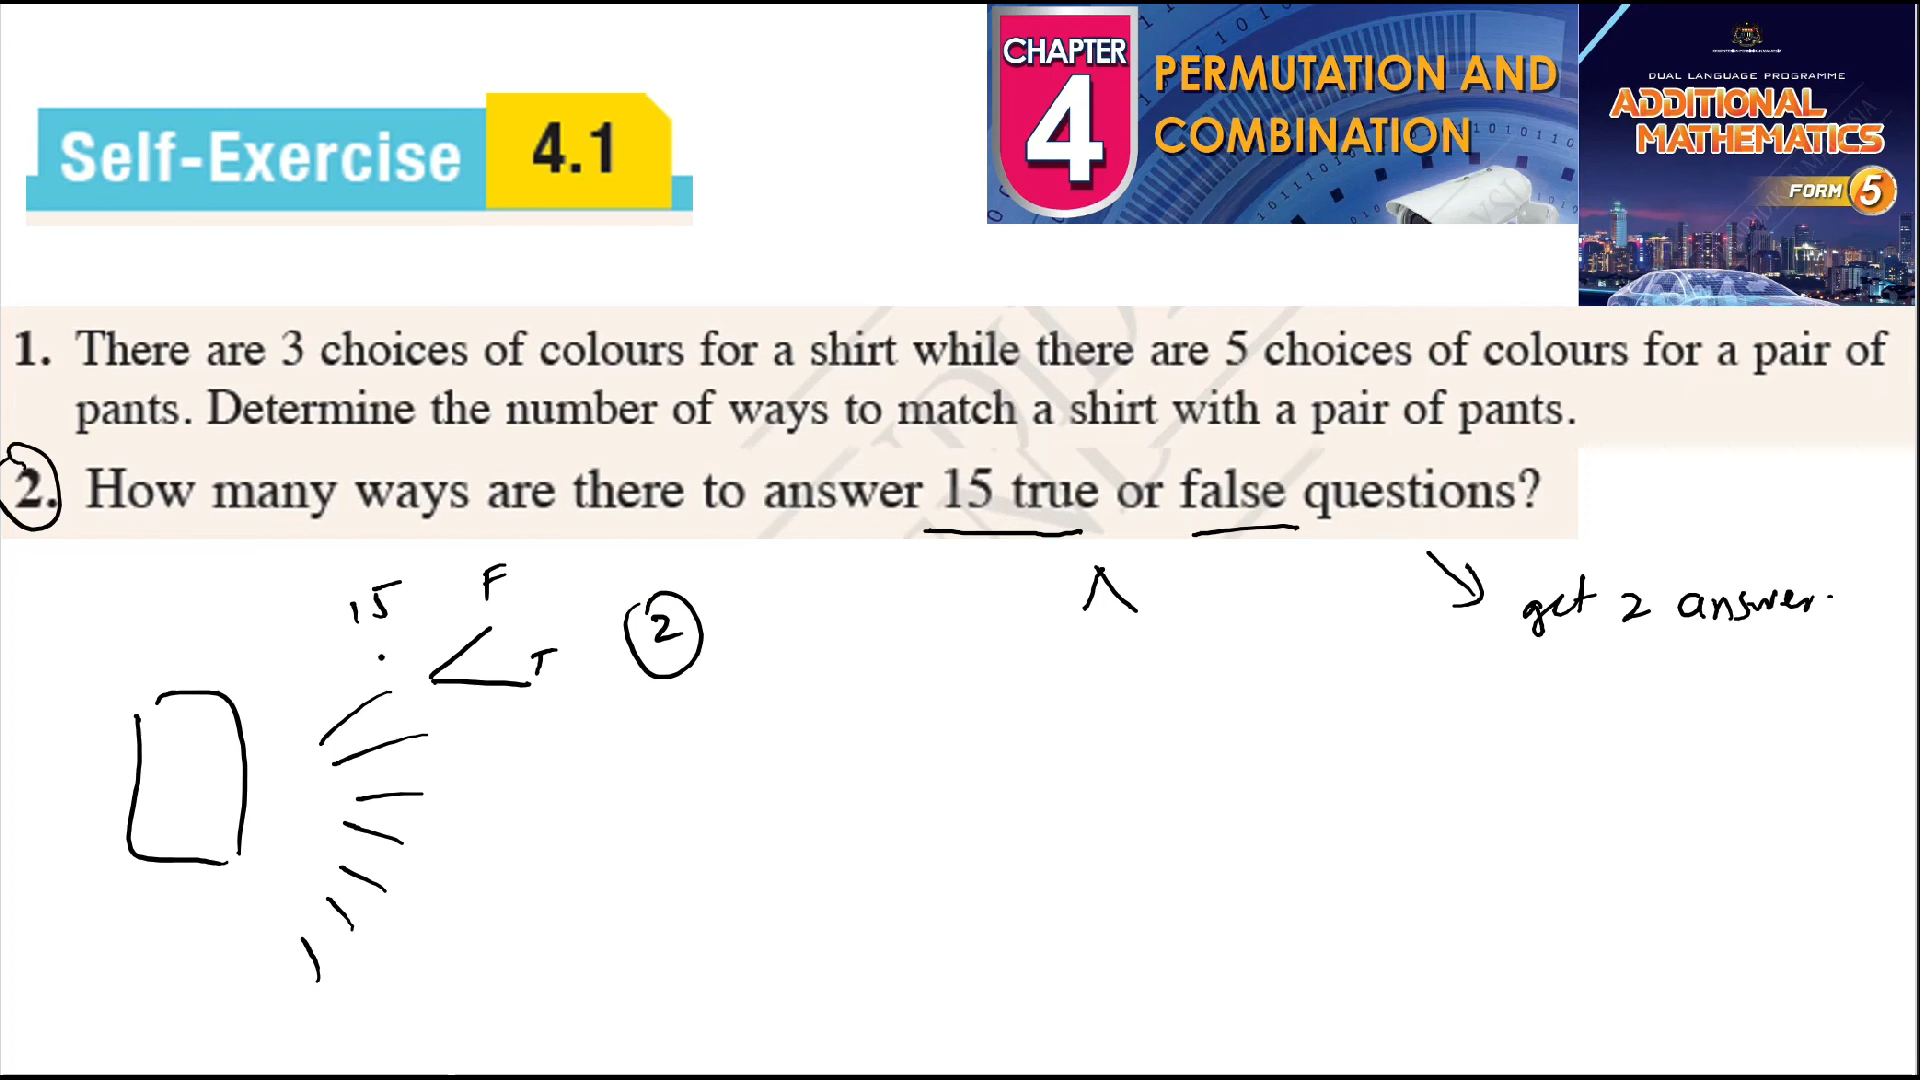 CHAPTER
4
PERMUTATION AND
COMBINATION
DUAL LANGUAGE PROGRAMME
ADDITIONAL
MATHEMATICS
FORM 5
Self-Exercise 4.1
1. There are 3 choices of colours for a shirt while there are 5 choices of colours for a pair of
pants. Determine the number of ways to match a shirt with a pair of pants.
2. How many ways are there to answer 15 true or false questions?
15
F
T
2
get 2 answer.